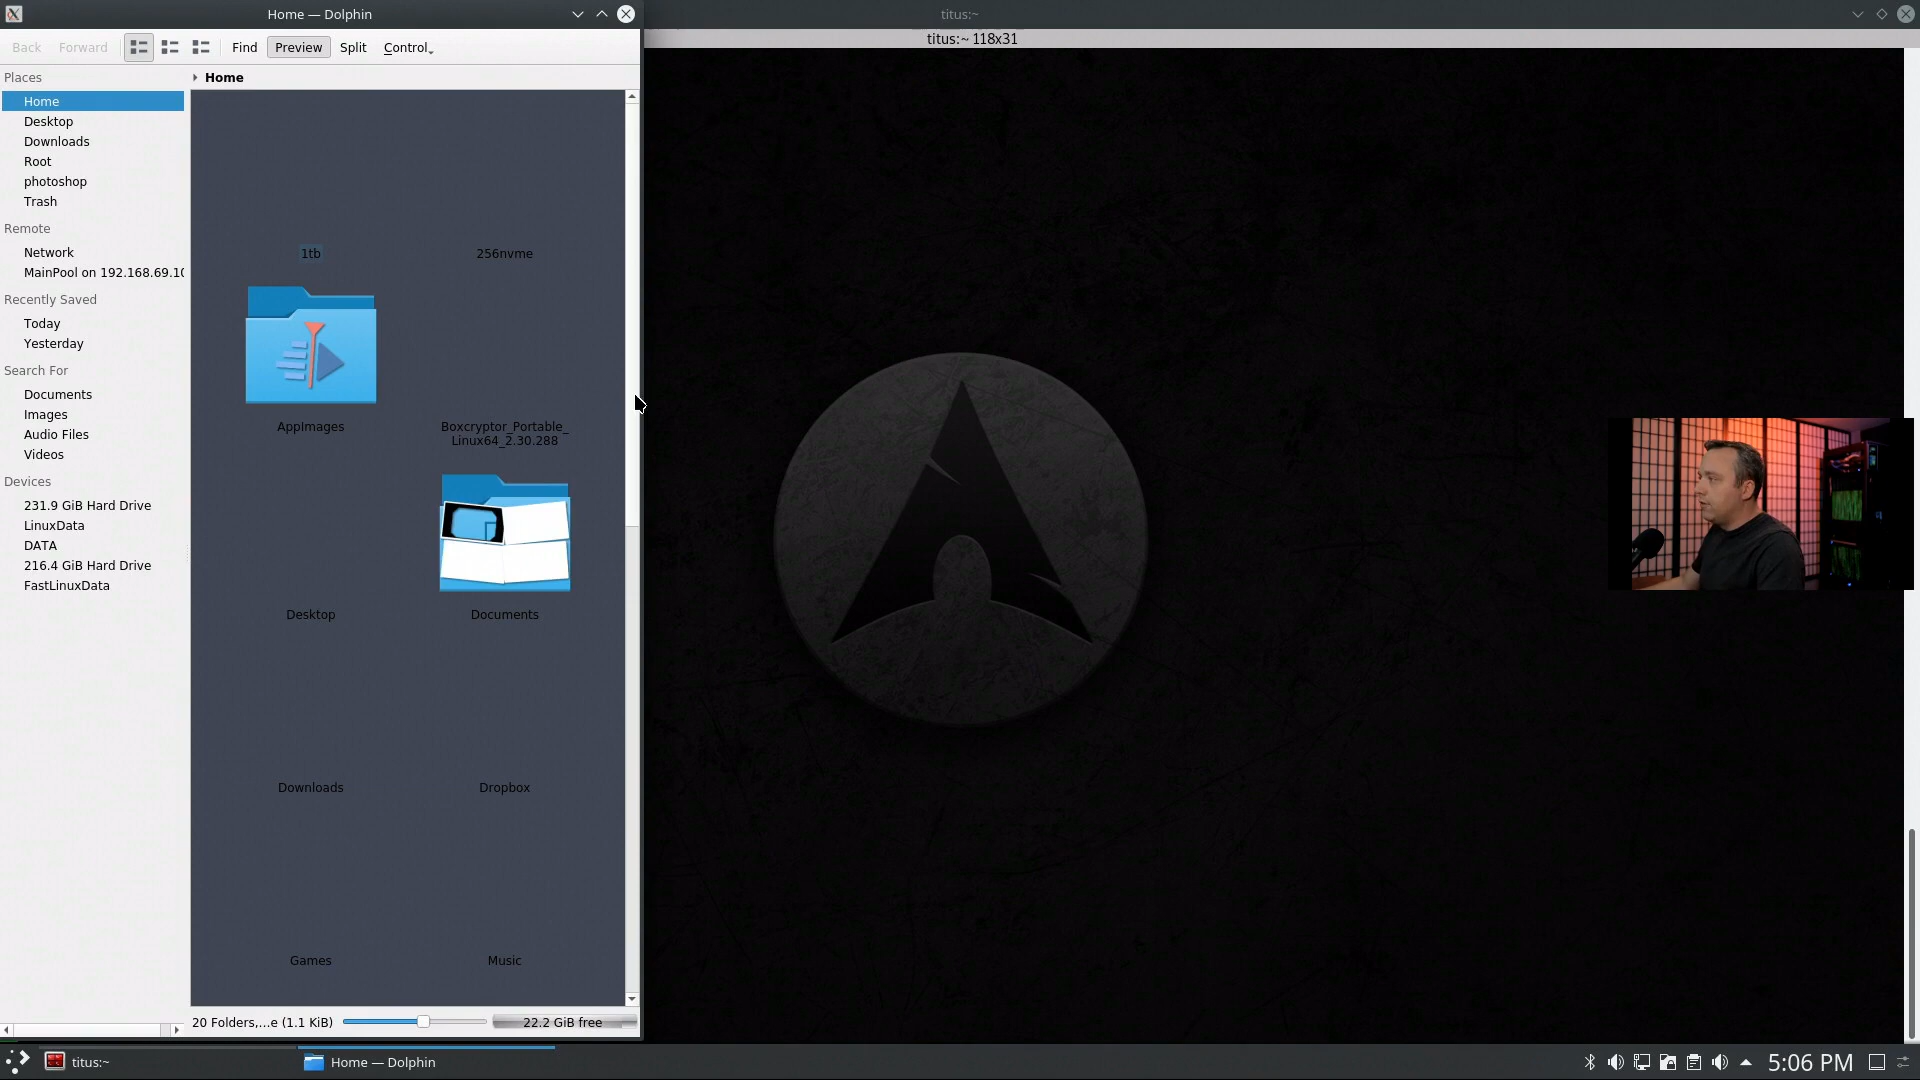 Home — Dolphin
titus:~
Back
Forward
Find
Preview
Split
Control
titus:~ 118x31
Places
Home
Desktop
Downloads
Root
photoshop
Trash
Remote
Network
MainPool on 192.168.69.10
Recently Saved
Today
Yesterday
Search For
Documents
Images
Audio Files
Videos
Devices
231.9 GiB Hard Drive
LinuxData
DATA
216.4 GiB Hard Drive
FastLinuxData
Home
1tb
256nvme
AppImages
Boxcryptor_Portable_
Linux64_2.30.288
Desktop
Documents
Downloads
Dropbox
Games
Music
20 Folders,...e (1.1 KiB)
22.2 GiB free
titus:~
Home — Dolphin
5:06 PM